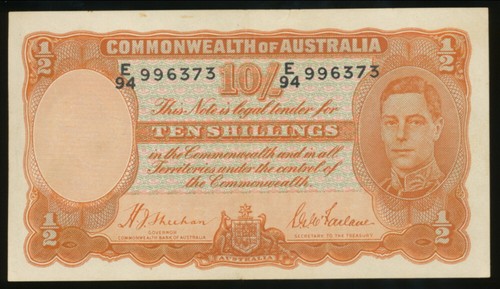 1/2 COMMONWEALTH OF AUSTRALIA 1/2
E/94 996373 10/- E/94 996373
This Note is legal tender for
TEN SHILLINGS
in the Commonwealth and in all
Territories under the control of
the Commonwealth.
H.J. Sheehan S.G. McFarlane
GOVERNOR SECRETARY TO THE TREASURY
COMMONWEALTH BANK OF AUSTRALIA
1/2 AUSTRALIA 1/2